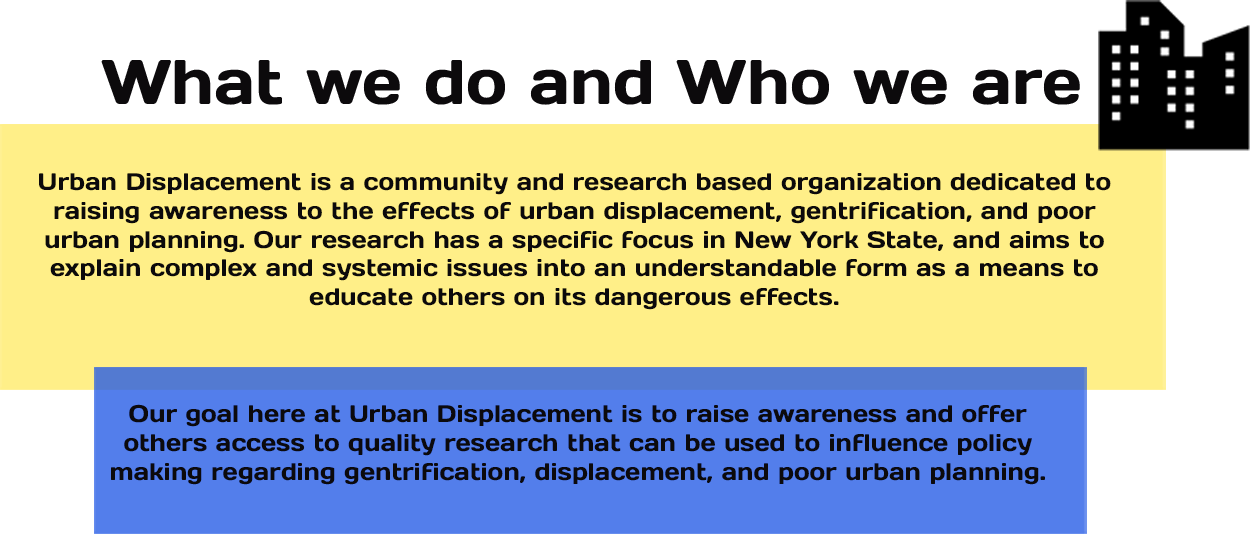 What we do and Who we are
Urban Displacement is a community and research based organization dedicated to
raising awareness to the effects of urban displacement, gentrification, and poor
urban planning. Our research has a specific focus in New York State, and aims to
explain complex and systemic issues into an understandable form as a means to
educate others on its dangerous effects.
Our goal here at Urban Displacement is to raise awareness and offer
others access to quality research that can be used to influence policy
making regarding gentrification, displacement, and poor urban planning.